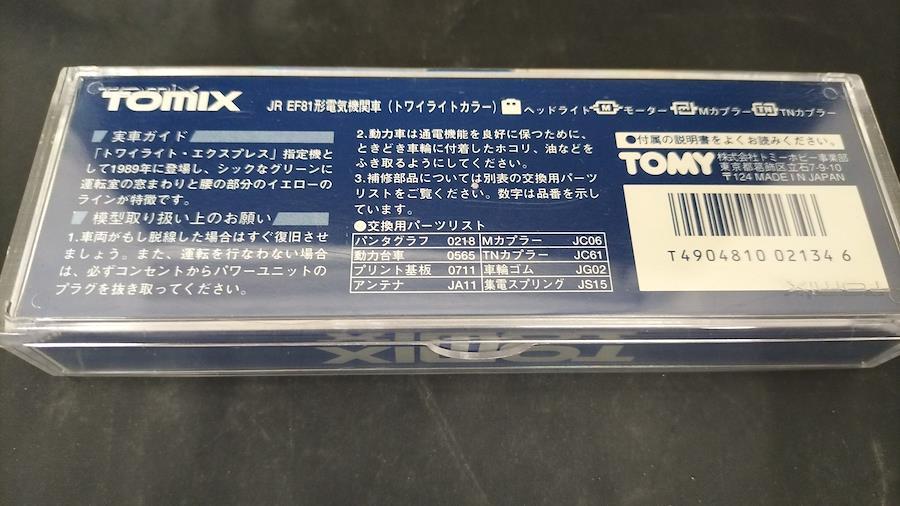 TOMIX
JR EF81形電気機関車（トワイライトカラー）
ヘッドライト
M
モーター
Mカプラー
TN
TNカプラー
実車ガイド
「トワイライト・エクスプレス」指定機と
して1989年に登場し、シックなグリーンに
運転室の窓まわりと腰の部分のイエローの
ラインが特徴です。
模型取り扱い上のお願い
1.車両がもし脱線した場合はすぐ復旧させ
ましょう。また、運転を行なわない場合
は、必ずコンセントからパワーユニットの
プラグを抜き取ってください。
2.動力車は通電機能を良好に保つために、
ときどき車輪に付着したホコリ、油などを
ふき取るようにしてください。
3.補修部品については別表の交換用パーツ
リストをご覧ください。数字は品番を示し
ています。
●交換用パーツリスト
パンタグラフ 0218 Mカプラー JC06
動力台車 0565 TNカプラー JC61
プリント基板 0711 車輪ゴム JG02
アンテナ JA11 集電スプリング JS15
●付属の説明書をよくお読みください。
TOMY
株式会社トミーホビー事業部
東京都葛飾区立石7-9-10
〒124 MADE IN JAPAN
T4904810 02134 6
TOMIX
TOMIX